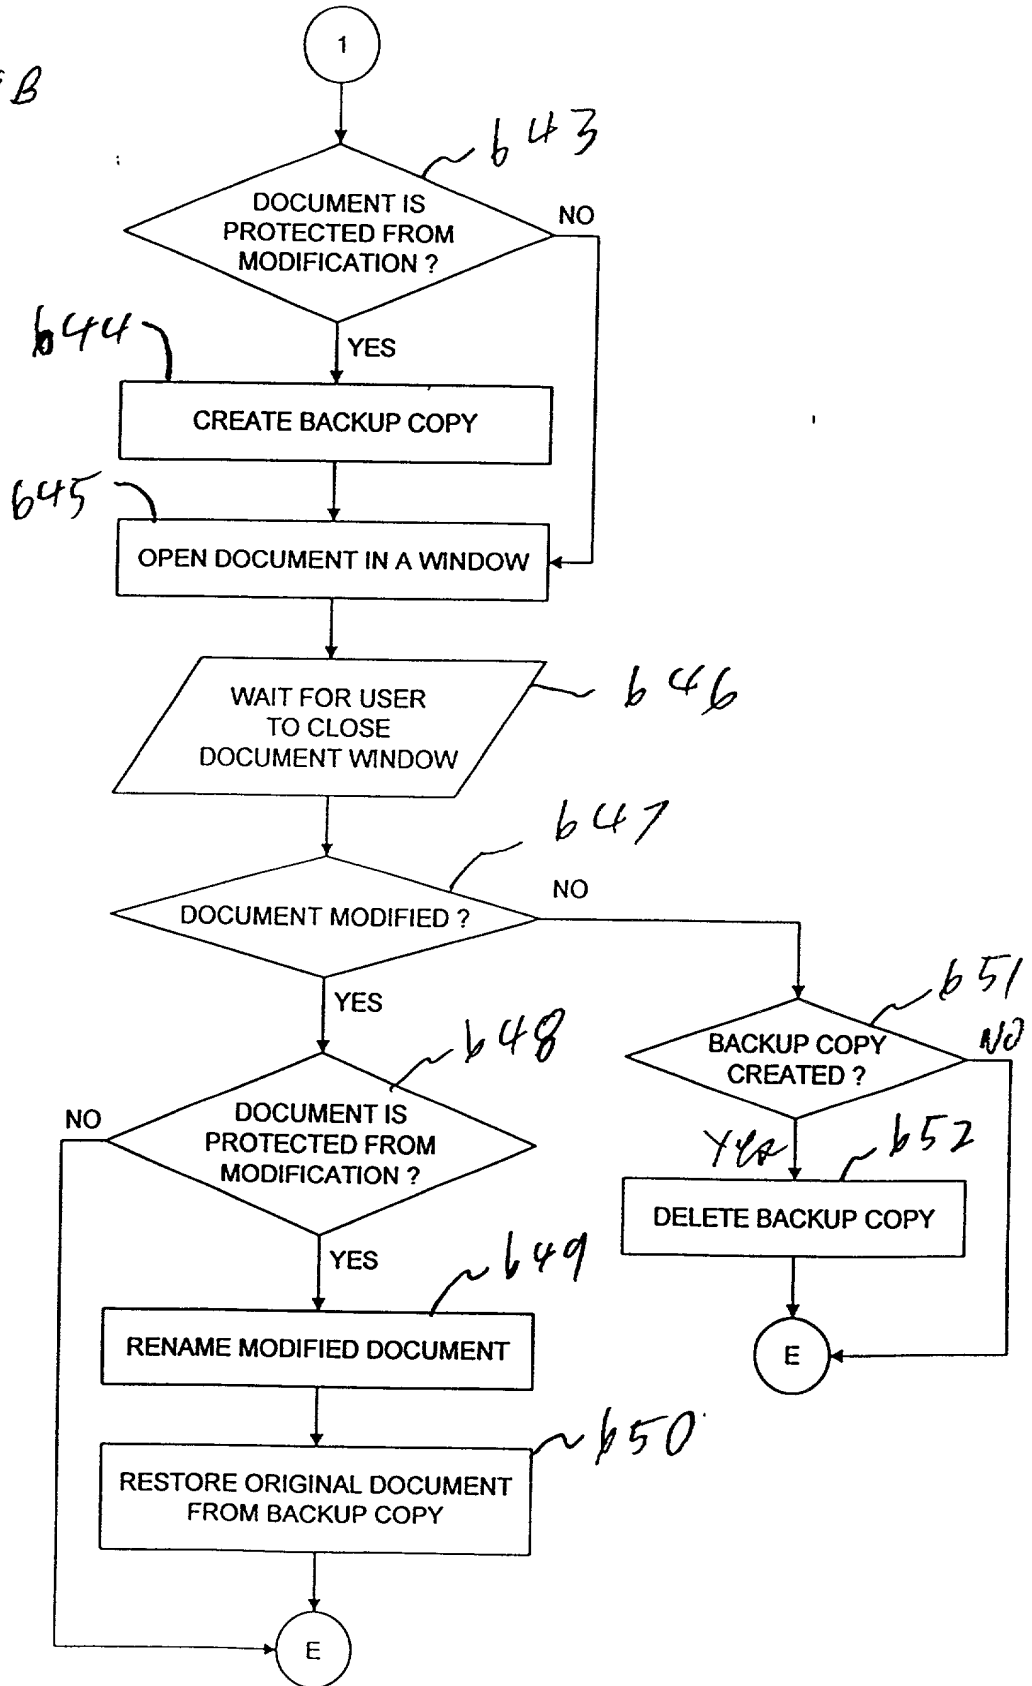 1
B
643
DOCUMENT IS
PROTECTED FROM
MODIFICATION ?
NO
YES
644
CREATE BACKUP COPY
645
OPEN DOCUMENT IN A WINDOW
646
WAIT FOR USER
TO CLOSE
DOCUMENT WINDOW
647
DOCUMENT MODIFIED ?
NO
YES
651
BACKUP COPY
CREATED ?
NO
648
DOCUMENT IS
PROTECTED FROM
MODIFICATION ?
NO
YES
Yes
652
DELETE BACKUP COPY
E
649
RENAME MODIFIED DOCUMENT
650
RESTORE ORIGINAL DOCUMENT
FROM BACKUP COPY
E